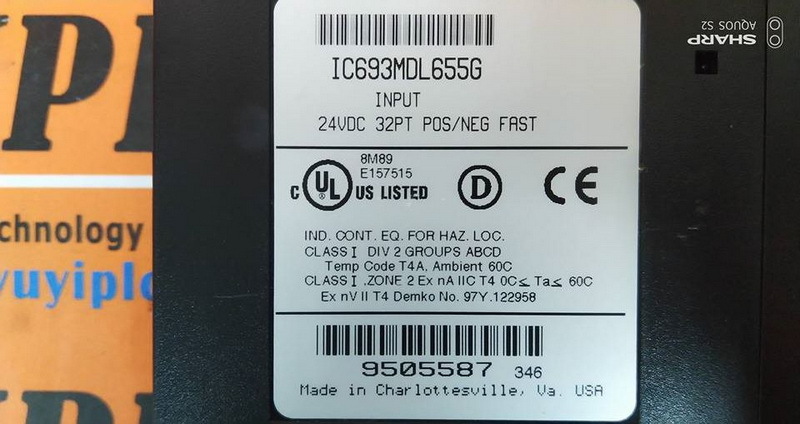 IC693MDL655G
INPUT
24VDC 32PT POS/NEG FAST
8M89
E157515
C UL ® US LISTED
D
CE
IND. CONT. EQ. FOR HAZ. LOC.
CLASS I DIV 2 GROUPS ABCD
Temp Code T4A, Ambient 60C
CLASS I .ZONE 2 Ex nA IIC T4 0C≤ Ta≤ 60C
Ex nV II T4 Demko No. 97Y.122958
9505587 346
Made in Charlottesville, Va. USA
SHARP
AQUOS S2
chnology
yuyiplc